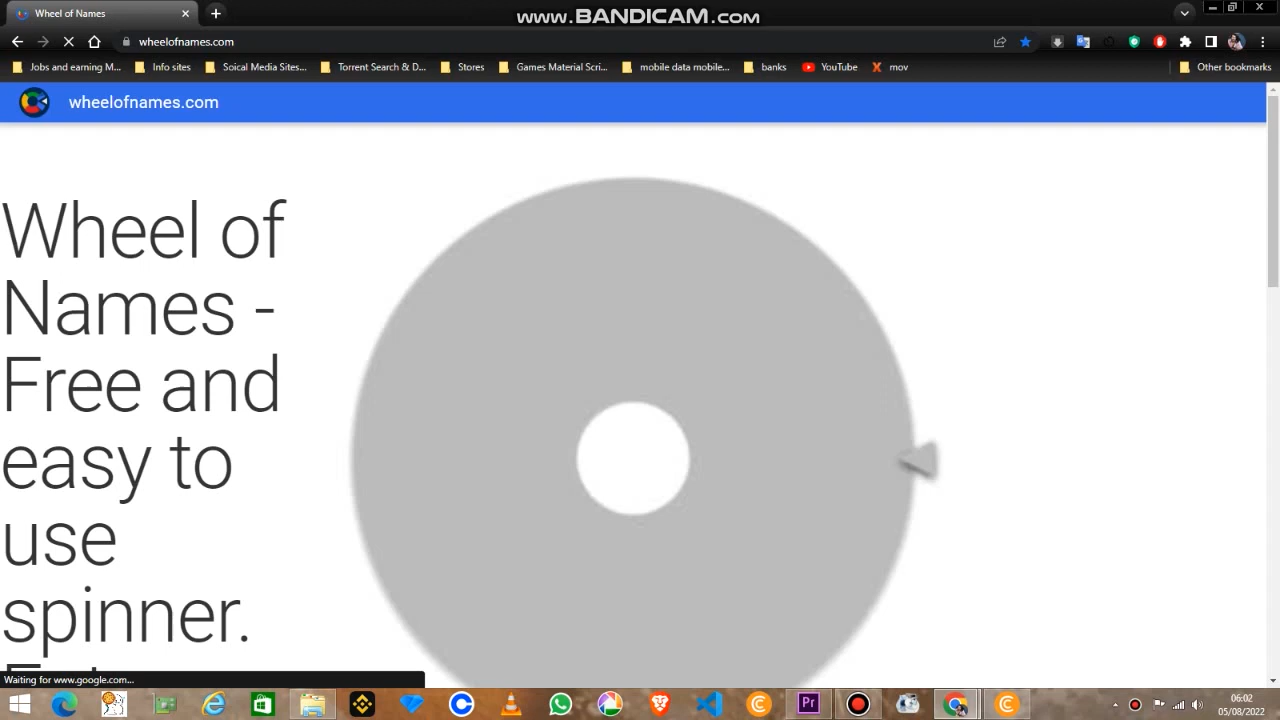 Wheel of Names
www.BANDICAM.com
wheelofnames.com
Jobs and earning M...
Info sites
Soical Media Sites...
Torrent Search & D...
Stores
Games Material Scri...
mobile data mobile...
banks
YouTube
mov
Other bookmarks
wheelofnames.com
Wheel of
Names -
Free and
easy to
use
spinner.
Waiting for www.google.com...
Pr
06:02
05/08/2022